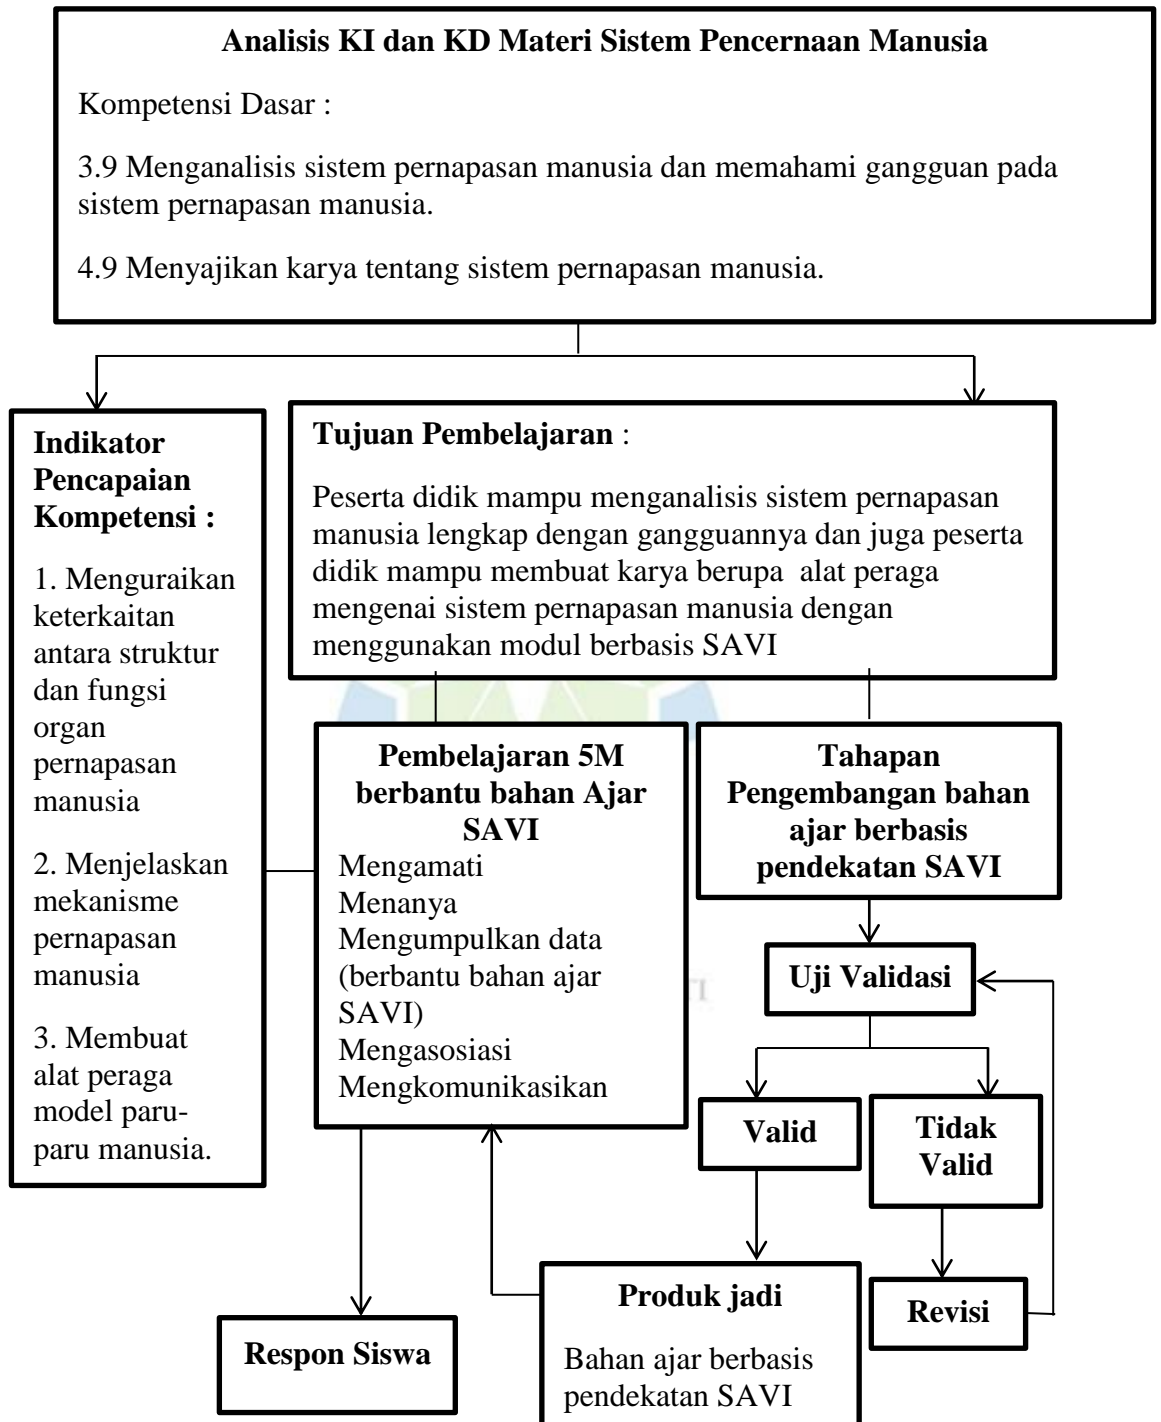 Analisis KI dan KD Materi Sistem Pencernaan Manusia
Kompetensi Dasar :
3.9 Menganalisis sistem pernapasan manusia dan memahami gangguan pada
sistem pernapasan manusia.
4.9 Menyajikan karya tentang sistem pernapasan manusia.
Indikator
Pencapaian
Kompetensi :
1. Menguraikan
keterkaitan
antara struktur
dan fungsi
organ
pernapasan
manusia
2. Menjelaskan
mekanisme
pernapasan
manusia
3. Membuat
alat peraga
model paru-
paru manusia.
Tujuan Pembelajaran :
Peserta didik mampu menganalisis sistem pernapasan
manusia lengkap dengan gangguannya dan juga peserta
didik mampu membuat karya berupa alat peraga
mengenai sistem pernapasan manusia dengan
menggunakan modul berbasis SAVI
Pembelajaran 5M
berbantu bahan Ajar
SAVI
Mengamati
Menanya
Mengumpulkan data
(berbantu bahan ajar
SAVI)
Mengasosiasi
Mengkomunikasikan
Tahapan
Pengembangan bahan
ajar berbasis
pendekatan SAVI
Uji Validasi
Valid
Tidak
Valid
Revisi
Produk jadi
Bahan ajar berbasis
pendekatan SAVI
Respon Siswa